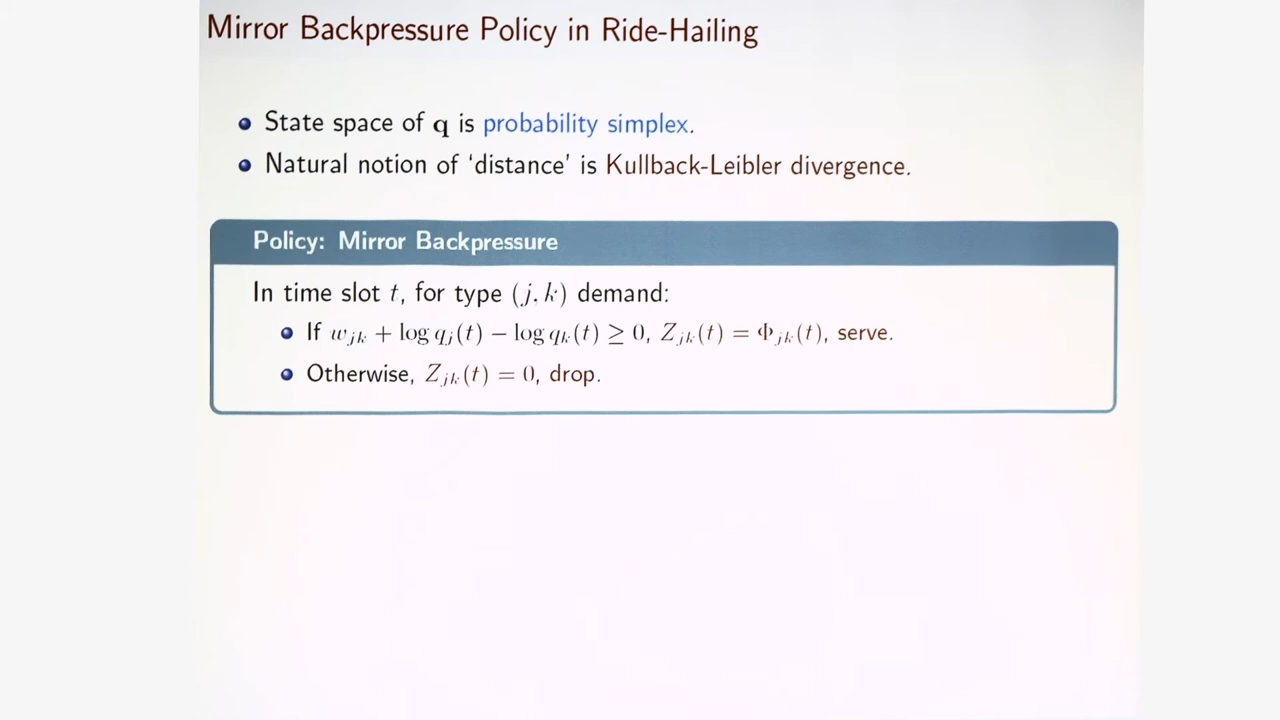 Mirror Backpressure Policy in Ride-Hailing
State space of q is probability simplex.
Natural notion of ‘distance’ is Kullback-Leibler divergence.
Policy: Mirror Backpressure
In time slot t, for type (j, k) demand:
If w_{jk} + log q_j(t) − log q_k(t) ≥ 0, Z_{jk}(t) = Φ_{jk}(t), serve.
Otherwise, Z_{jk}(t) = 0, drop.